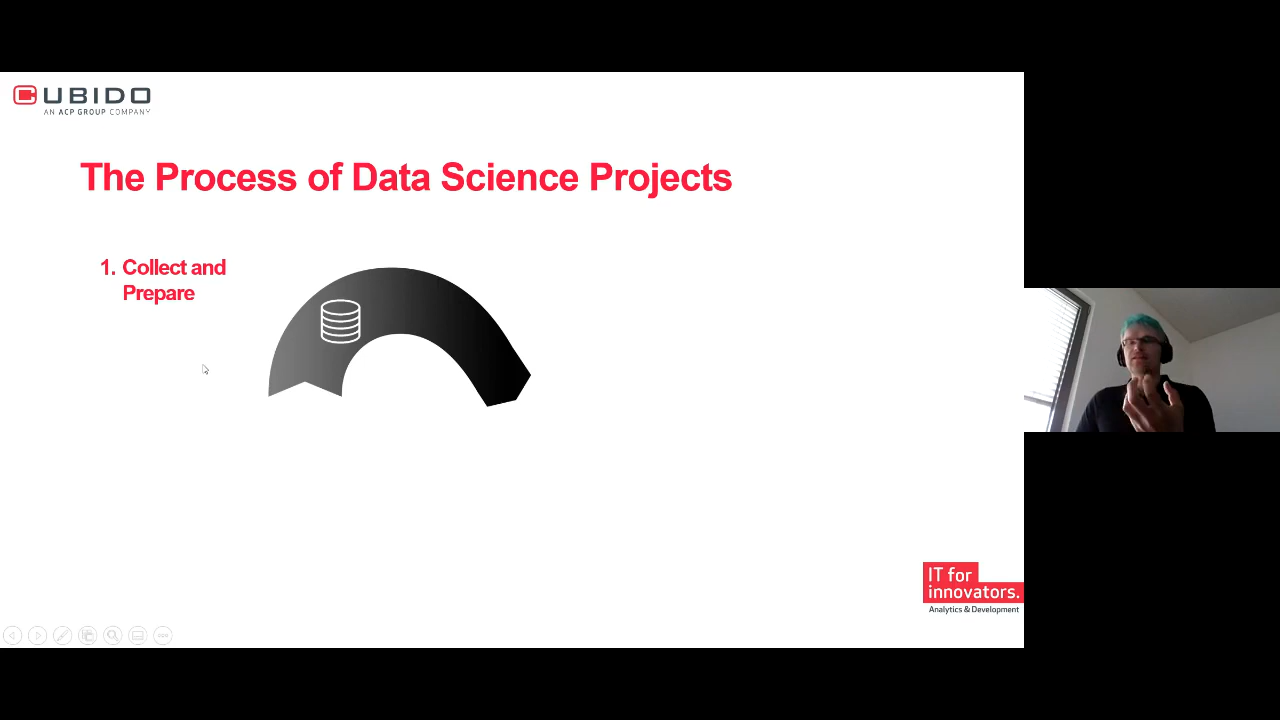 CUBIDO
AN ACP GROUP COMPANY
The Process of Data Science Projects
1. Collect and
Prepare
IT for
innovators.
Analytics & Development